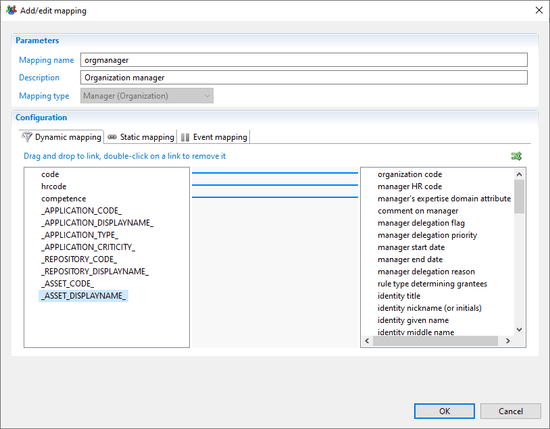 Add/edit mapping
Parameters
Mapping name orgmanager
Description Organization manager
Mapping type Manager (Organization)
Configuration
Dynamic mapping Static mapping Event mapping
Drag and drop to link, double-click on a link to remove it
code
hrcode
competence
_APPLICATION_CODE_
_APPLICATION_DISPLAYNAME_
_APPLICATION_TYPE_
_APPLICATION_CRITICITY_
_REPOSITORY_CODE_
_REPOSITORY_DISPLAYNAME_
_ASSET_CODE_
_ASSET_DISPLAYNAME_
organization code
manager HR code
manager's expertise domain attribute
comment on manager
manager delegation flag
manager delegation priority
manager start date
manager end date
manager delegation reason
rule type determining grantees
identity title
identity nickname (or initials)
identity given name
identity middle name
OK Cancel